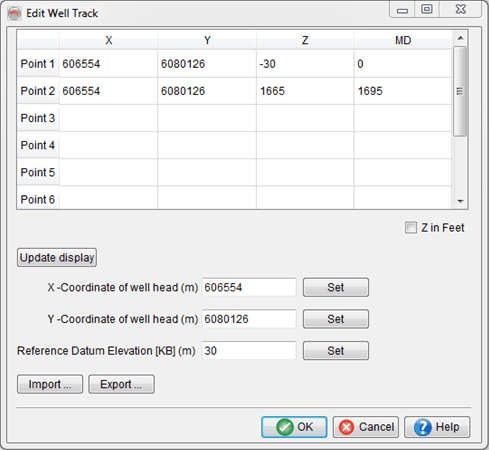 Edit Well Track
X Y Z MD
Point 1 606554 6080126 -30 0
Point 2 606554 6080126 1665 1695
Point 3
Point 4
Point 5
Point 6
Z in Feet
Update display
X -Coordinate of well head (m) 606554 Set
Y -Coordinate of well head (m) 6080126 Set
Reference Datum Elevation [KB] (m) 30 Set
Import ... Export ...
OK Cancel Help